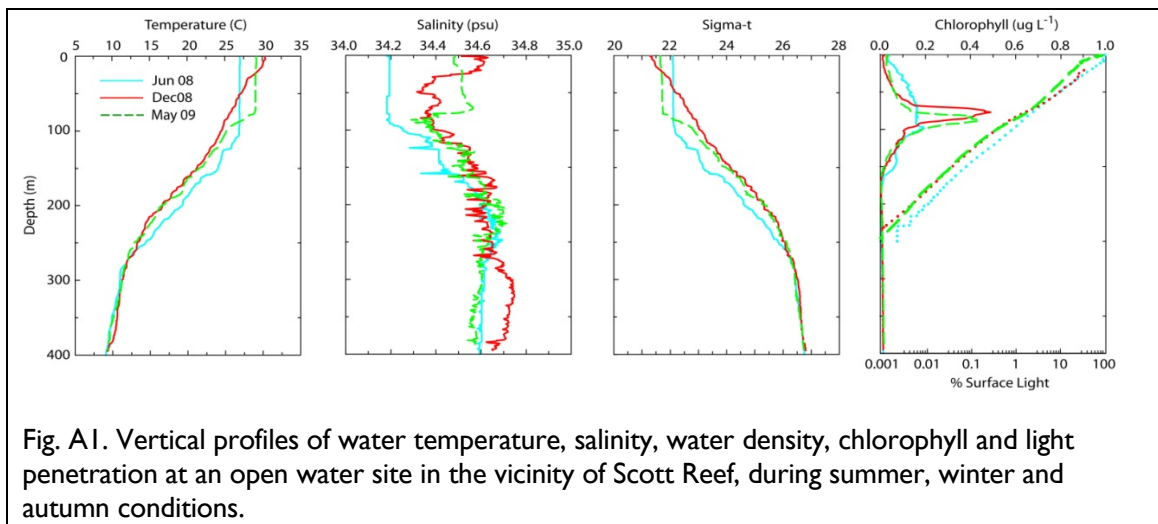 Temperature (C)
5 10 15 20 25 30 35
Salinity (psu)
34.0 34.2 34.4 34.6 34.8 35.0
Sigma-t
20 22 24 26 28
Chlorophyll (ug L⁻¹)
0.0 0.2 0.4 0.6 0.8 1.0
0
100
200
300
400
Depth (m)
Jun 08
Dec08
May 09
0.001 0.01 0.1 1 10 100
% Surface Light
Fig. A1. Vertical profiles of water temperature, salinity, water density, chlorophyll and light
penetration at an open water site in the vicinity of Scott Reef, during summer, winter and
autumn conditions.